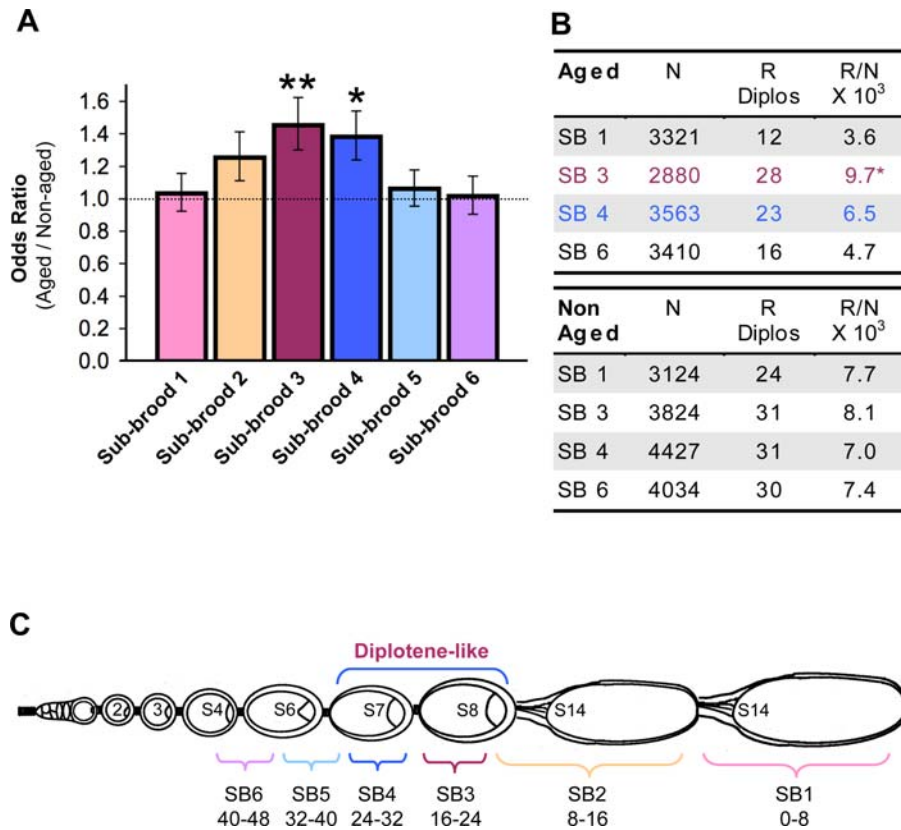 A
Odds Ratio
(Aged / Non-aged)
1.6
1.4
1.2
1.0
0.8
0.6
0.4
0.2
0.0
**
*
Sub-brood 1
Sub-brood 2
Sub-brood 3
Sub-brood 4
Sub-brood 5
Sub-brood 6
B
Aged N R Diplos R/N X 10³
SB 1 3321 12 3.6
SB 3 2880 28 9.7*
SB 4 3563 23 6.5
SB 6 3410 16 4.7
Non Aged N R Diplos R/N X 10³
SB 1 3124 24 7.7
SB 3 3824 31 8.1
SB 4 4427 31 7.0
SB 6 4034 30 7.4
C
Diplotene-like
2 3 S4 S6 S7 S8 S14 S14
SB6 SB5 SB4 SB3 SB2 SB1
40-48 32-40 24-32 16-24 8-16 0-8